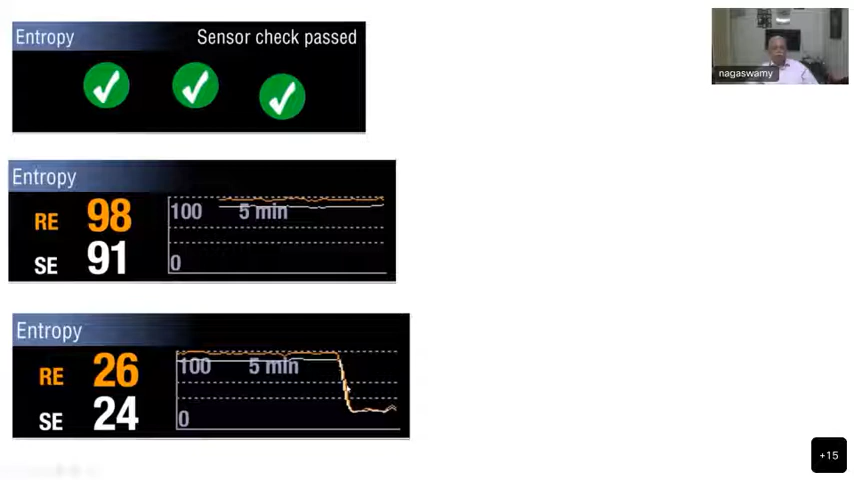 Entropy Sensor check passed
nagaswamy
Entropy
RE 98 100 5 min
SE 91 0
Entropy
RE 26 100 5 min
SE 24 0
+15